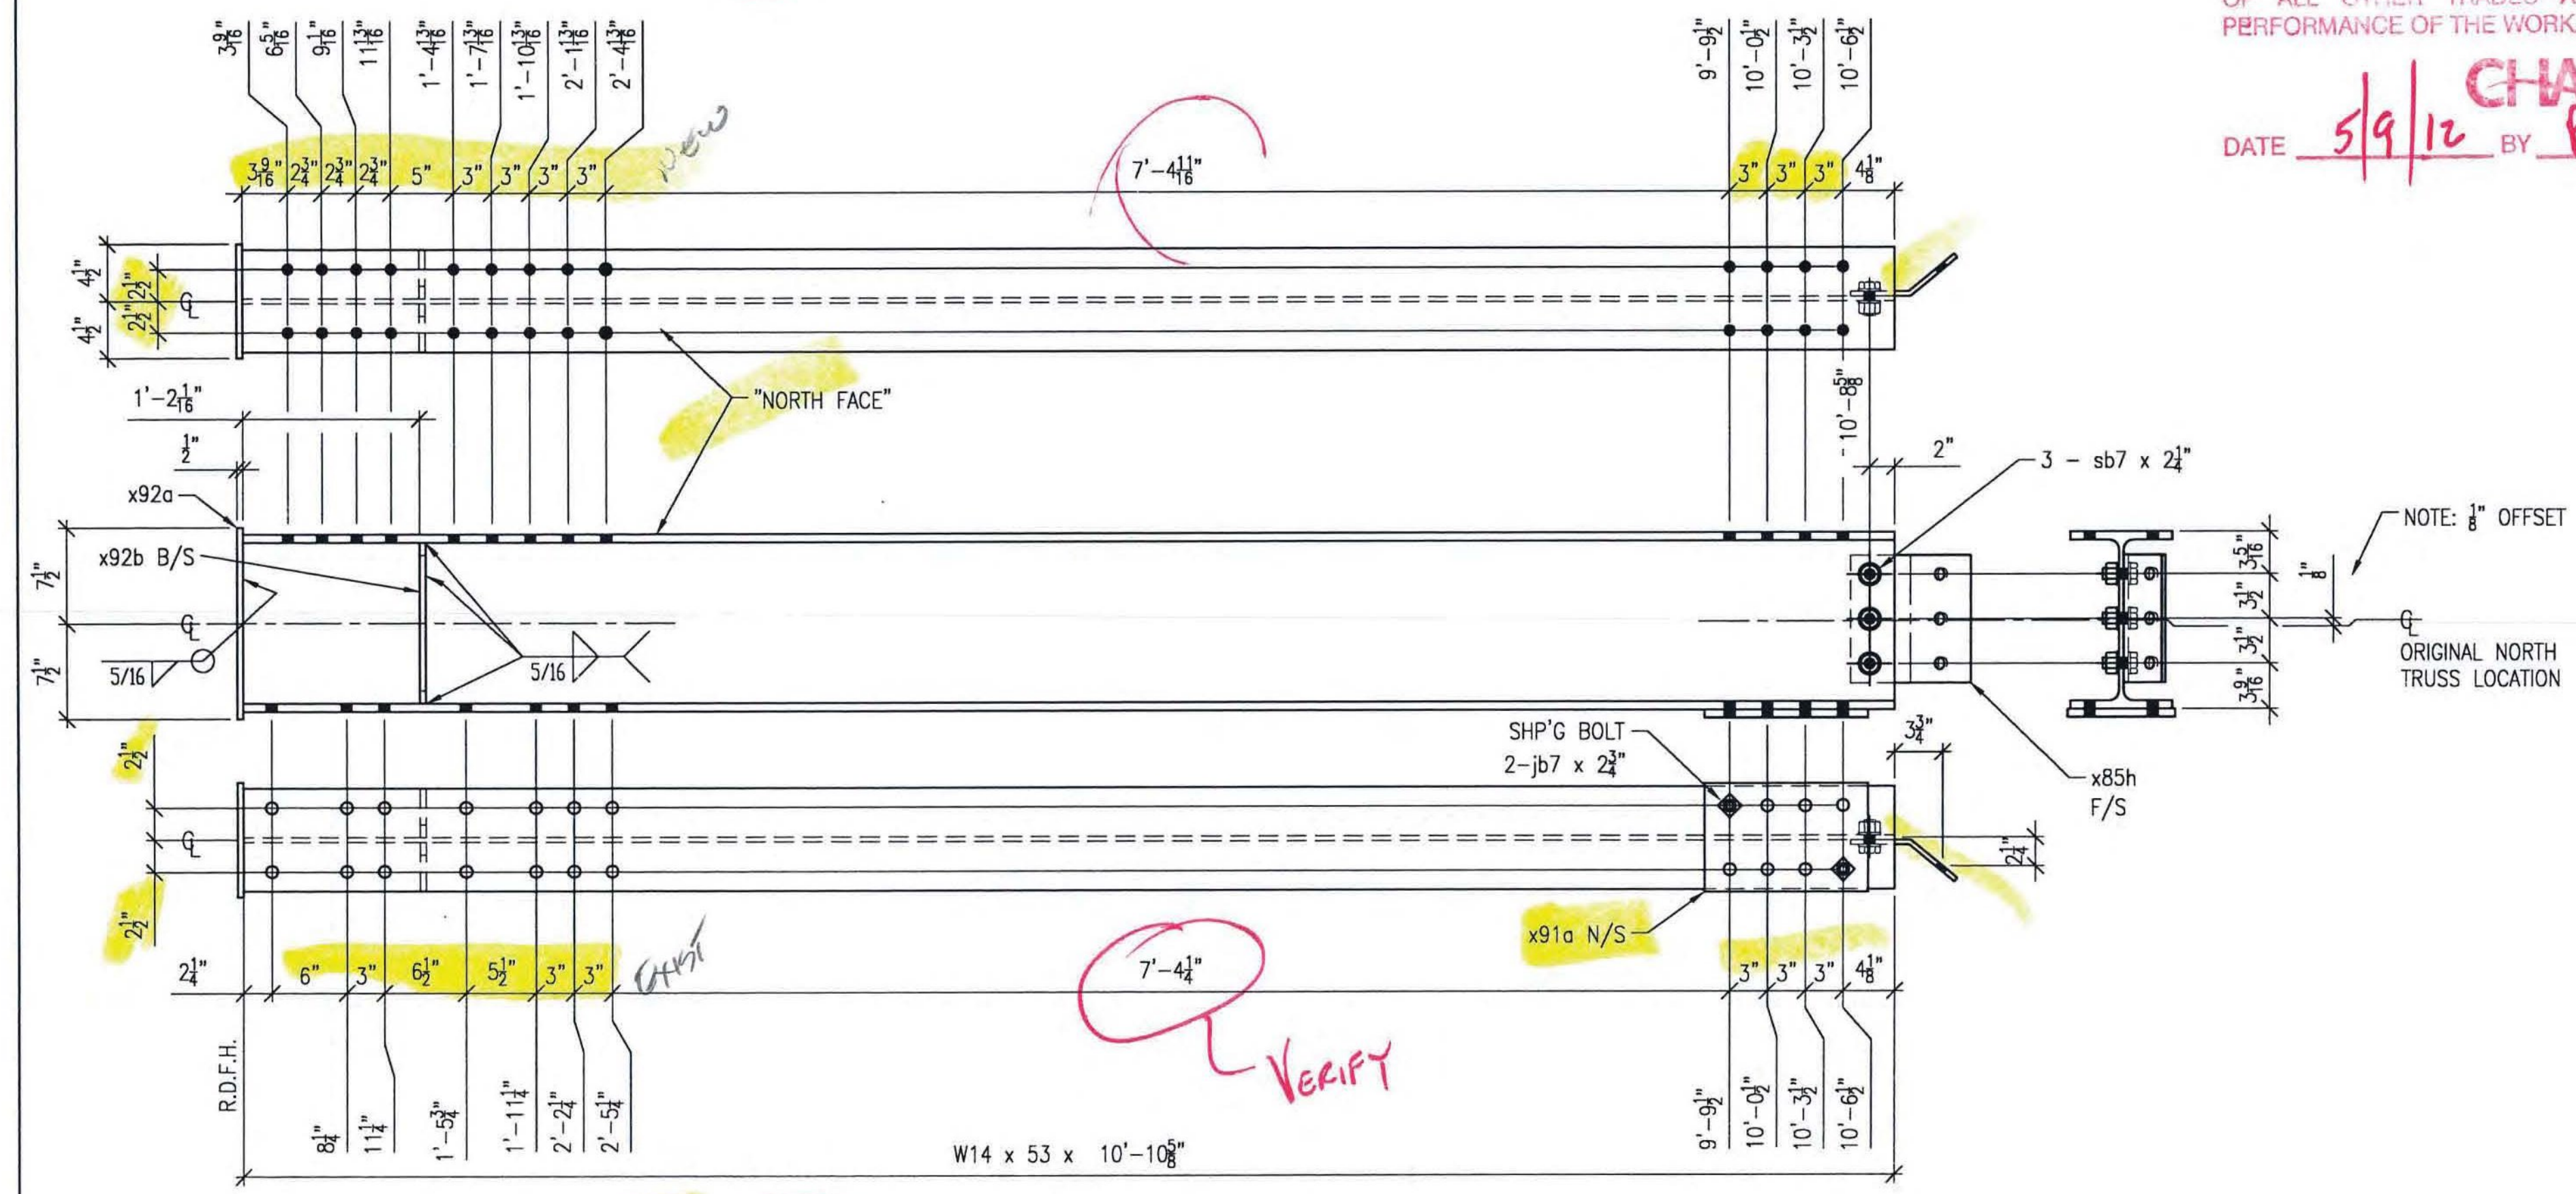 OF ALL OTHER TRADES
PERFORMANCE OF THE WORK
CHA
DATE 5/9/12 BY
3 9/16" 6 5/16" 9 1/16" 11 13/16" 1'-4 13/16" 1'-7 13/16" 1'-10 13/16" 2'-1 13/16" 2'-4 13/16" 9'-9 1/2" 10'-0 1/2" 10'-3 1/2" 10'-6 1/2"
NEW
3 9/16" 2 3/4" 2 3/4" 2 3/4" 5" 3" 3" 3" 3" 7'-4 11/16" 3" 3" 3" 4 1/8"
4 1/2" 2 1/2" ℄
4 1/2" 2 1/2"
1'-2 1/16"
"NORTH FACE"
10'-8 5/8"
1/2"
2"
3 - sb7 x 2 1/4"
x92a
NOTE: 1/8" OFFSET
x92b B/S
7 1/2"
7 1/2"
℄
5/16
5/16
3 5/16"
3 1/2"
3 1/2"
3 9/16"
1/8"
℄
ORIGINAL NORTH
TRUSS LOCATION
SHP'G BOLT
2-jb7 x 2 3/4"
3 3/4"
x85h
F/S
2 1/2"
℄
2 1/2"
2 1/4"
x91a N/S
2 1/4" 6" 3" 6 1/2" 5 1/2" 3" 3" EXIST 7'-4 1/4" 3" 3" 3" 4 1/8"
VERIFY
R.D.F.H.
8 1/4" 11 1/4" 1'-5 3/4" 1'-11 1/4" 2'-2 1/4" 2'-5 1/4" 9'-9 1/2" 10'-0 1/2" 10'-3 1/2" 10'-6 1/2"
W14 x 53 x 10'-10 5/8"